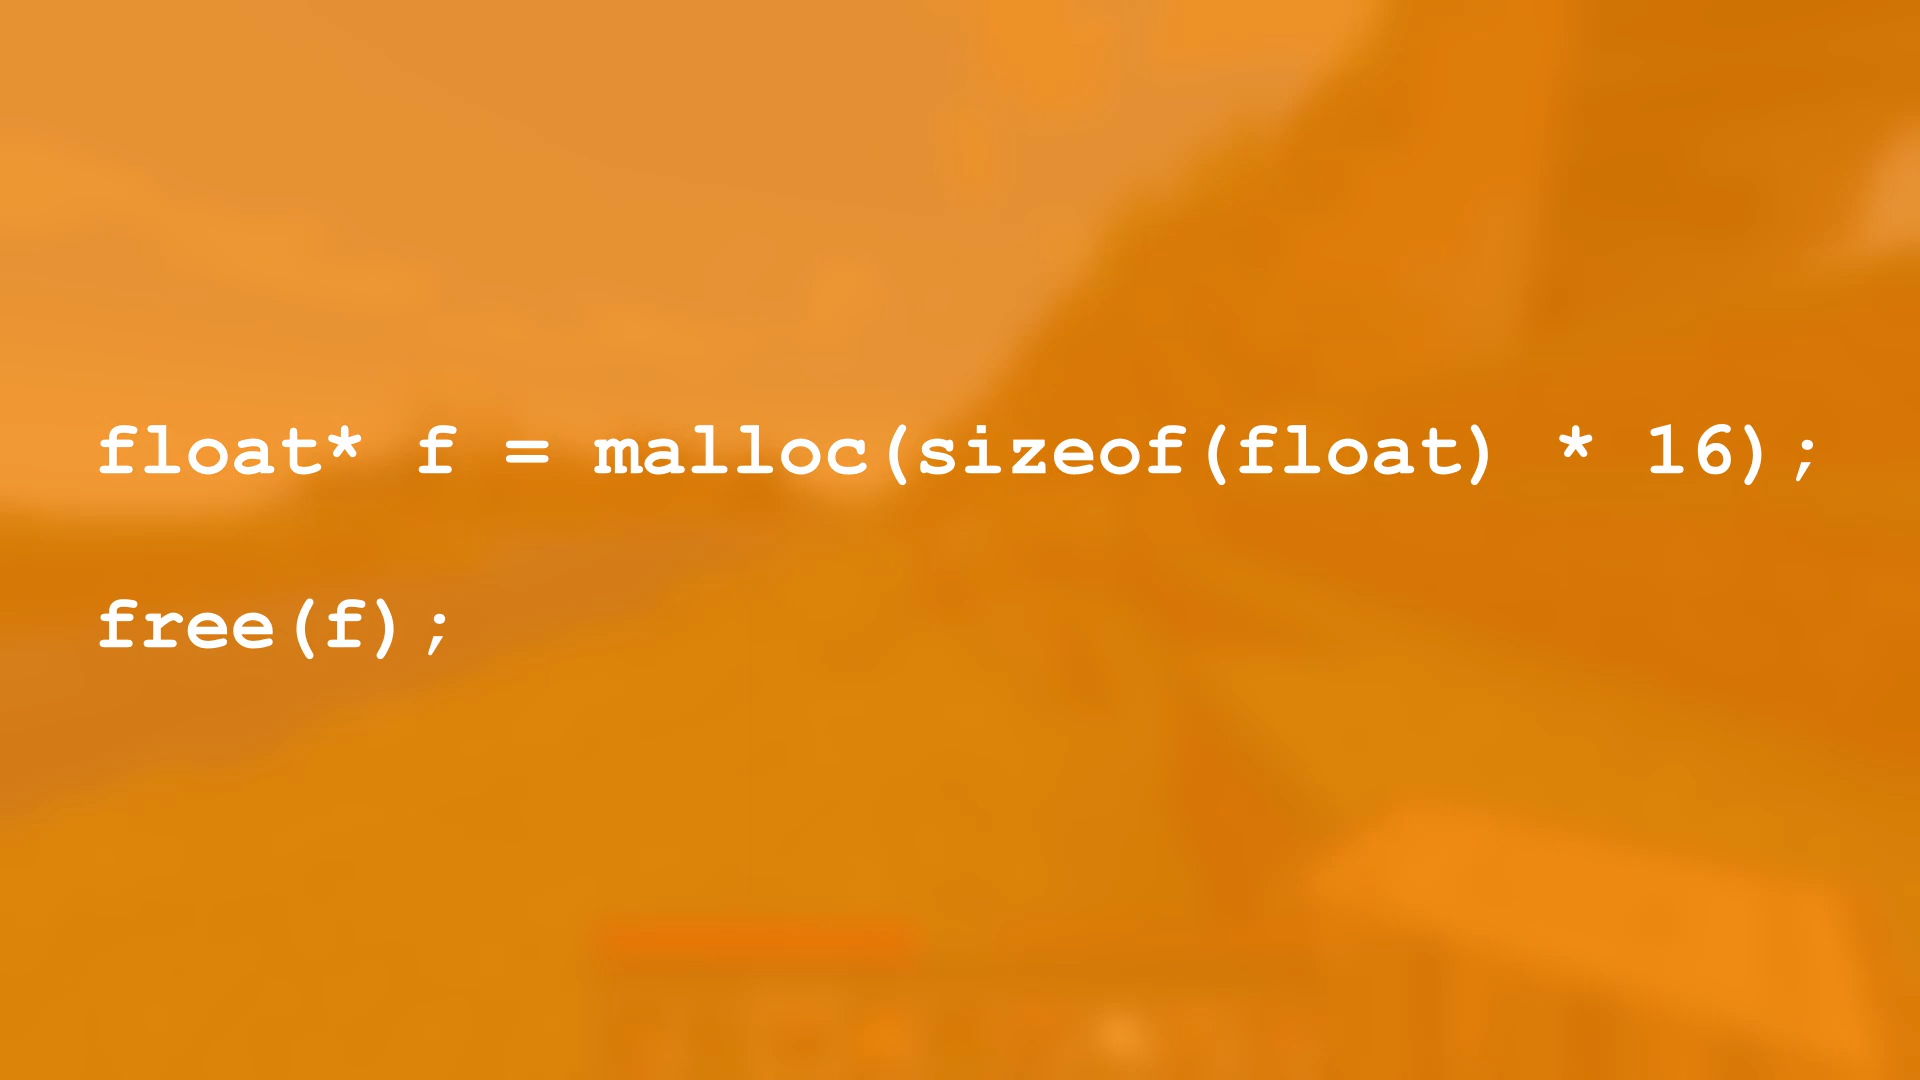 float* f = malloc(sizeof(float) * 16);
free(f);